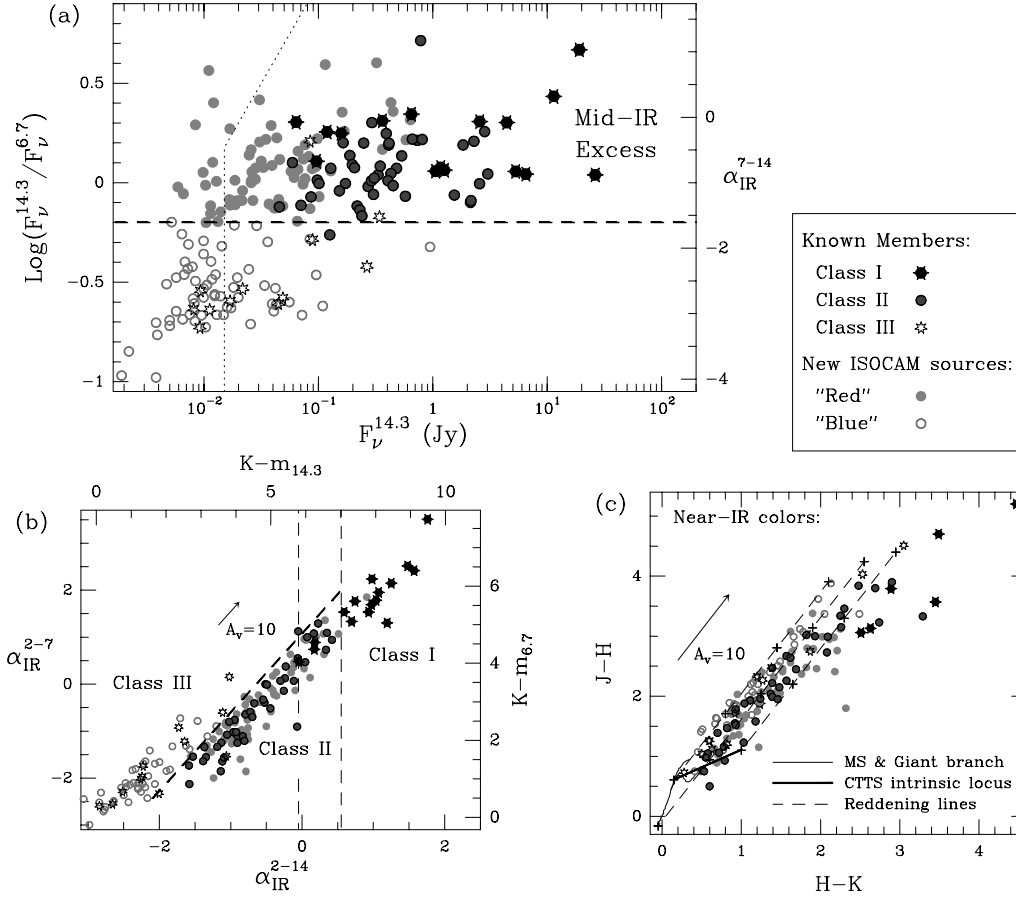 (a)
Log(F_ν^14.3/F_ν^6.7)
0.5
0
−0.5
−1
Mid−IR
Excess
0
−2
−4
α_IR^7−14
10^−2
10^−1
1
10^1
10^2
F_ν^14.3 (Jy)
Known Members:
Class I
Class II
Class III
New ISOCAM sources:
"Red"
"Blue"
(b)
K−m_14.3
0
5
10
α_IR^2−7
2
0
−2
A_v=10
Class I
Class III
Class II
6
4
2
0
K−m_6.7
−2
0
2
α_IR^2−14
(c)
Near−IR colors:
J−H
4
2
0
A_v=10
MS & Giant branch
CTTS intrinsic locus
Reddening lines
0
1
2
3
4
H−K